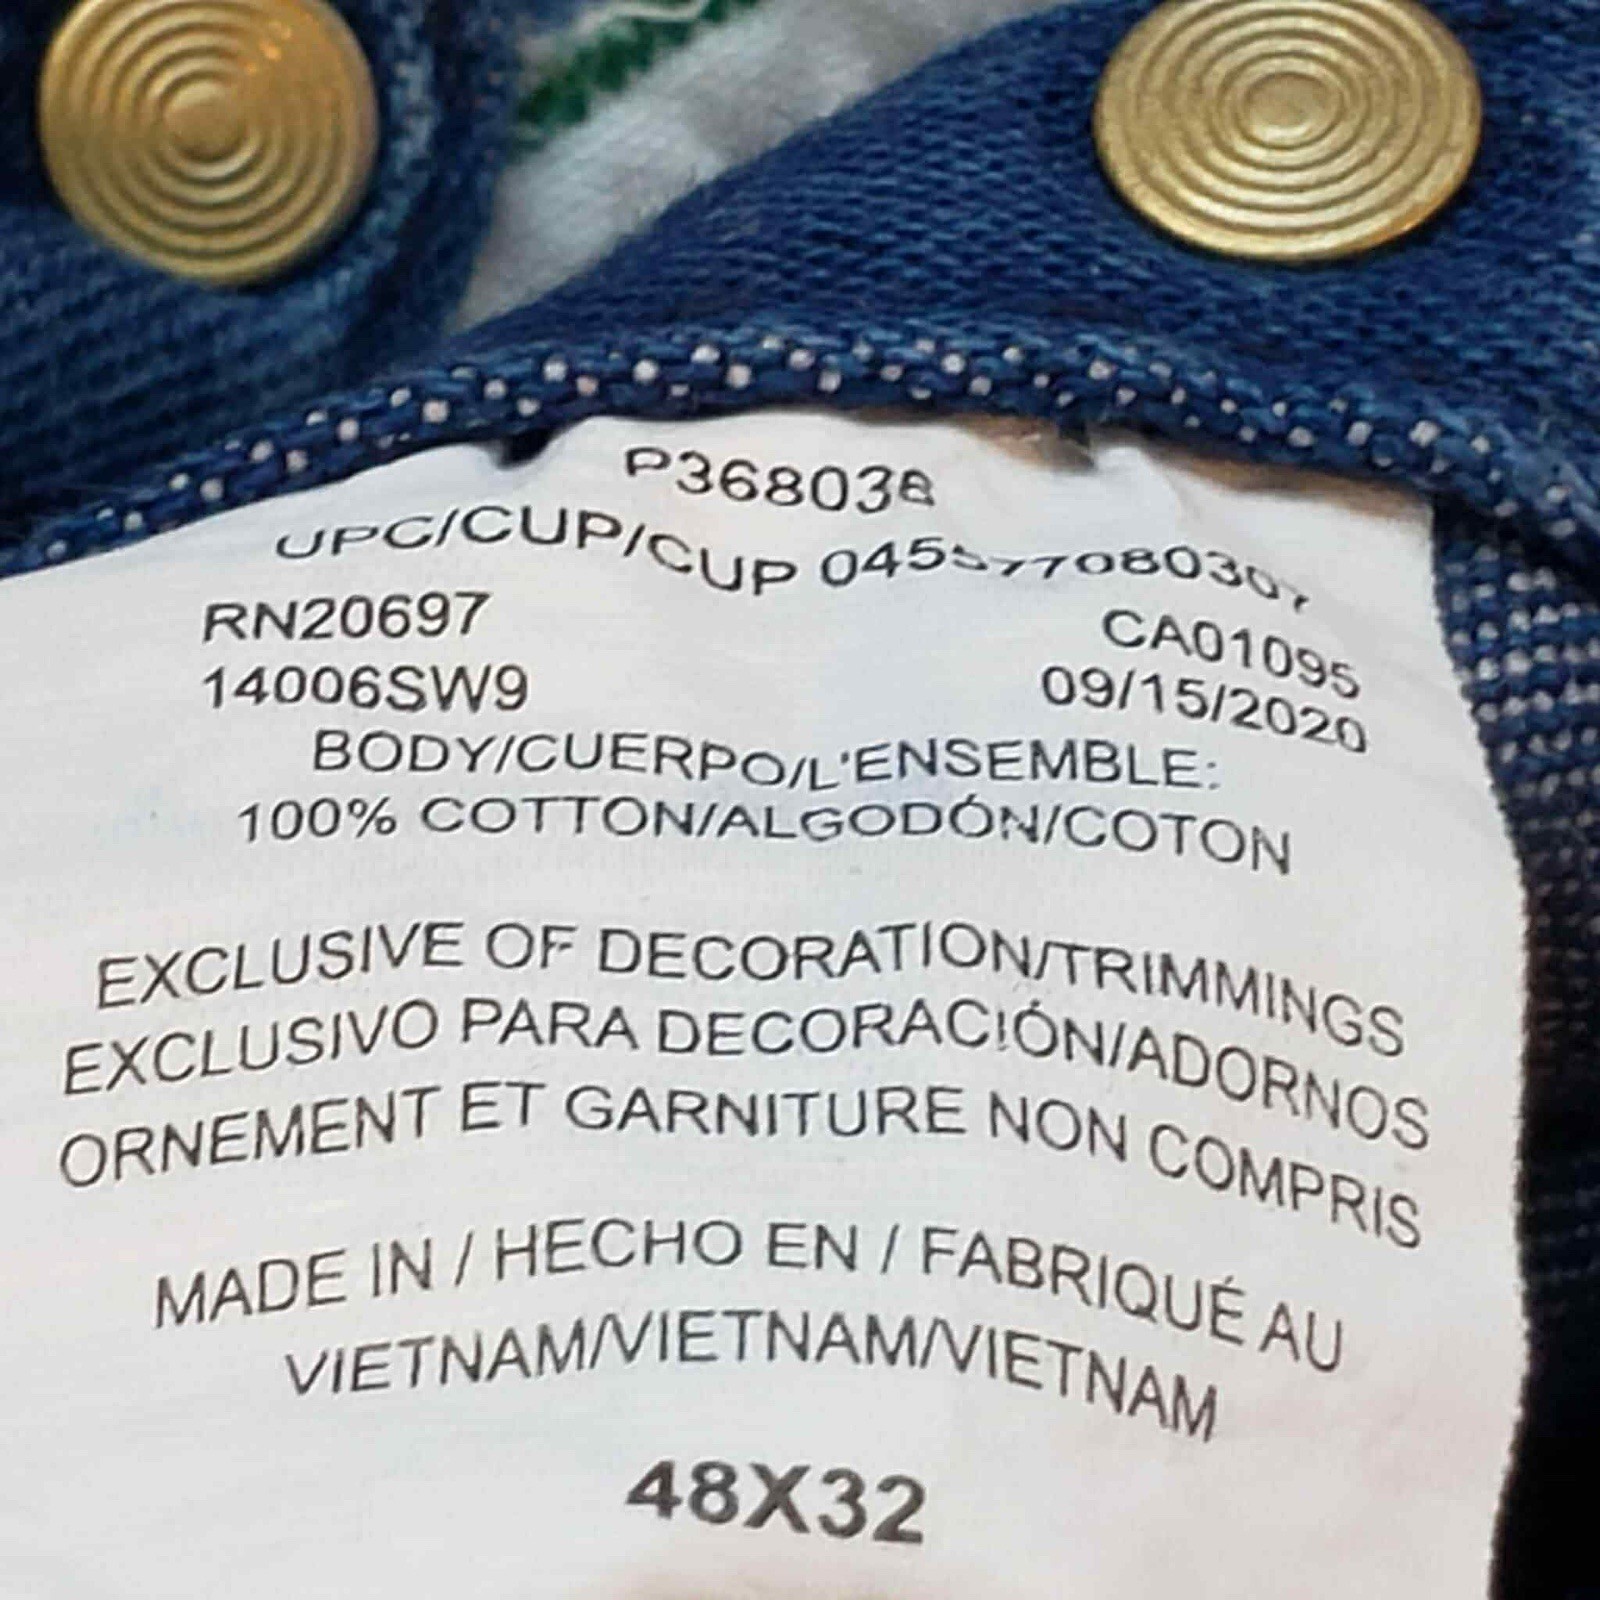 P368038
UPC/CUP/CUP
RN20697 CA01095
14006SW9 09/15/2020
BODY/CUERPO/L'ENSEMBLE:
100% COTTON/ALGODÓN/COTON
EXCLUSIVE OF DECORATION/TRIMMINGS
EXCLUSIVO PARA DECORACIÓN/ADORNOS
ORNEMENT ET GARNITURE NON COMPRIS
MADE IN / HECHO EN / FABRIQUÉ AU
VIETNAM/VIETNAM/VIETNAM
48X32